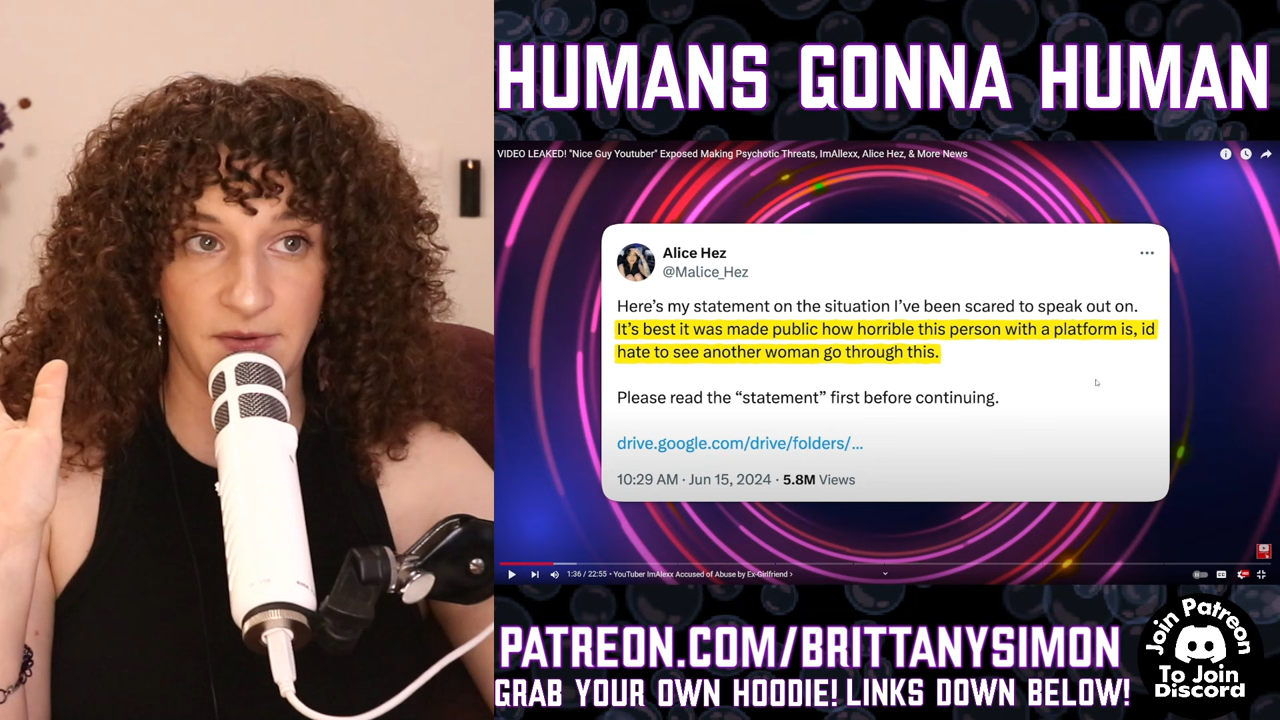 HUMANS GONNA HUMAN
VIDEO LEAKED! "Nice Guy Youtuber" Exposed Making Psychotic Threats, ImAllexx, Alice Hez, & More News
Alice Hez
@Malice_Hez
Here's my statement on the situation I've been scared to speak out on.
It's best it was made public how horrible this person with a platform is, id
hate to see another woman go through this.
Please read the “statement” first before continuing.
drive.google.com/drive/folders/...
10:29 AM · Jun 15, 2024 · 5.8M Views
1:36 / 22:55 • YouTuber ImAlexx Accused of Abuse by Ex-Girlfriend ›
PATREON.COM/BRITTANYSIMON
GRAB YOUR OWN HOODIE! LINKS DOWN BELOW!
Join Patreon
To Join
Discord